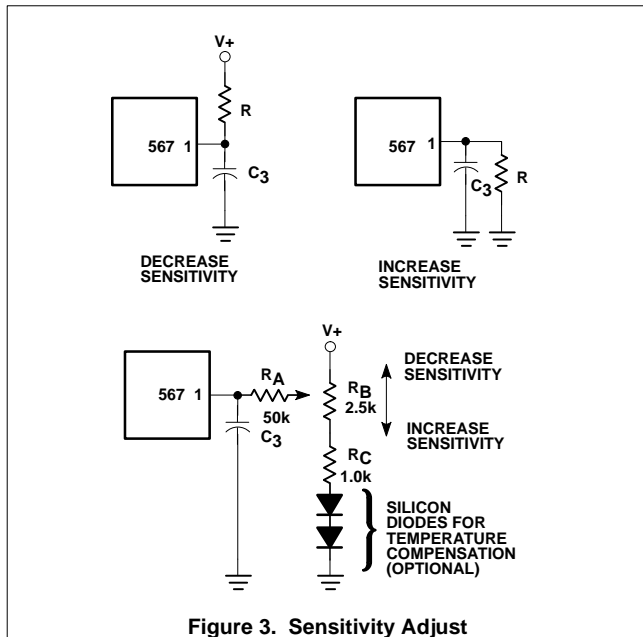 V+
R
567 1
C3
DECREASE
SENSITIVITY
567 1
C3
R
INCREASE
SENSITIVITY
V+
567 1
RA
50k
C3
RB
2.5k
DECREASE
SENSITIVITY
INCREASE
SENSITIVITY
RC
1.0k
SILICON
DIODES FOR
TEMPERATURE
COMPENSATION
(OPTIONAL)
Figure 3. Sensitivity Adjust